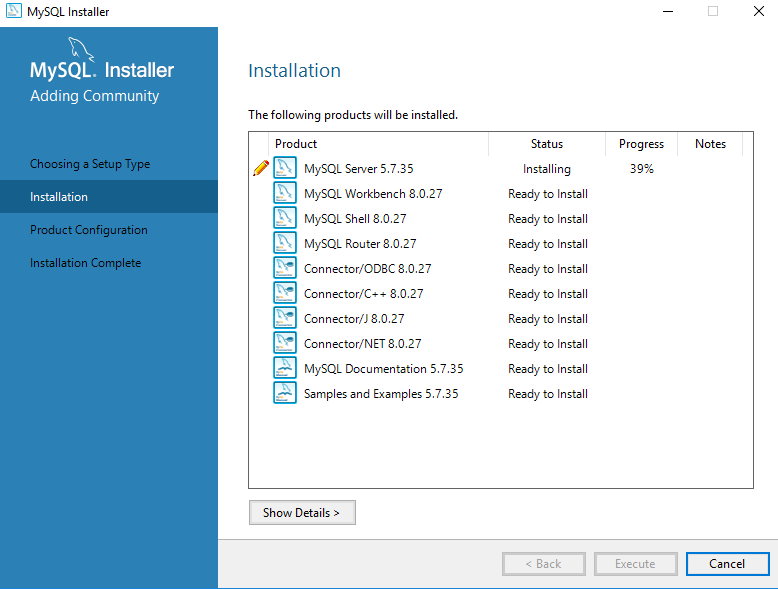 MySQL Installer
MySQL. Installer
Adding Community
Choosing a Setup Type
Installation
Product Configuration
Installation Complete
Installation
The following products will be installed.
Product Status Progress Notes
MySQL Server 5.7.35 Installing 39%
MySQL Workbench 8.0.27 Ready to Install
MySQL Shell 8.0.27 Ready to Install
MySQL Router 8.0.27 Ready to Install
Connector/ODBC 8.0.27 Ready to Install
Connector/C++ 8.0.27 Ready to Install
Connector/J 8.0.27 Ready to Install
Connector/NET 8.0.27 Ready to Install
MySQL Documentation 5.7.35 Ready to Install
Samples and Examples 5.7.35 Ready to Install
Show Details >
< Back Execute Cancel